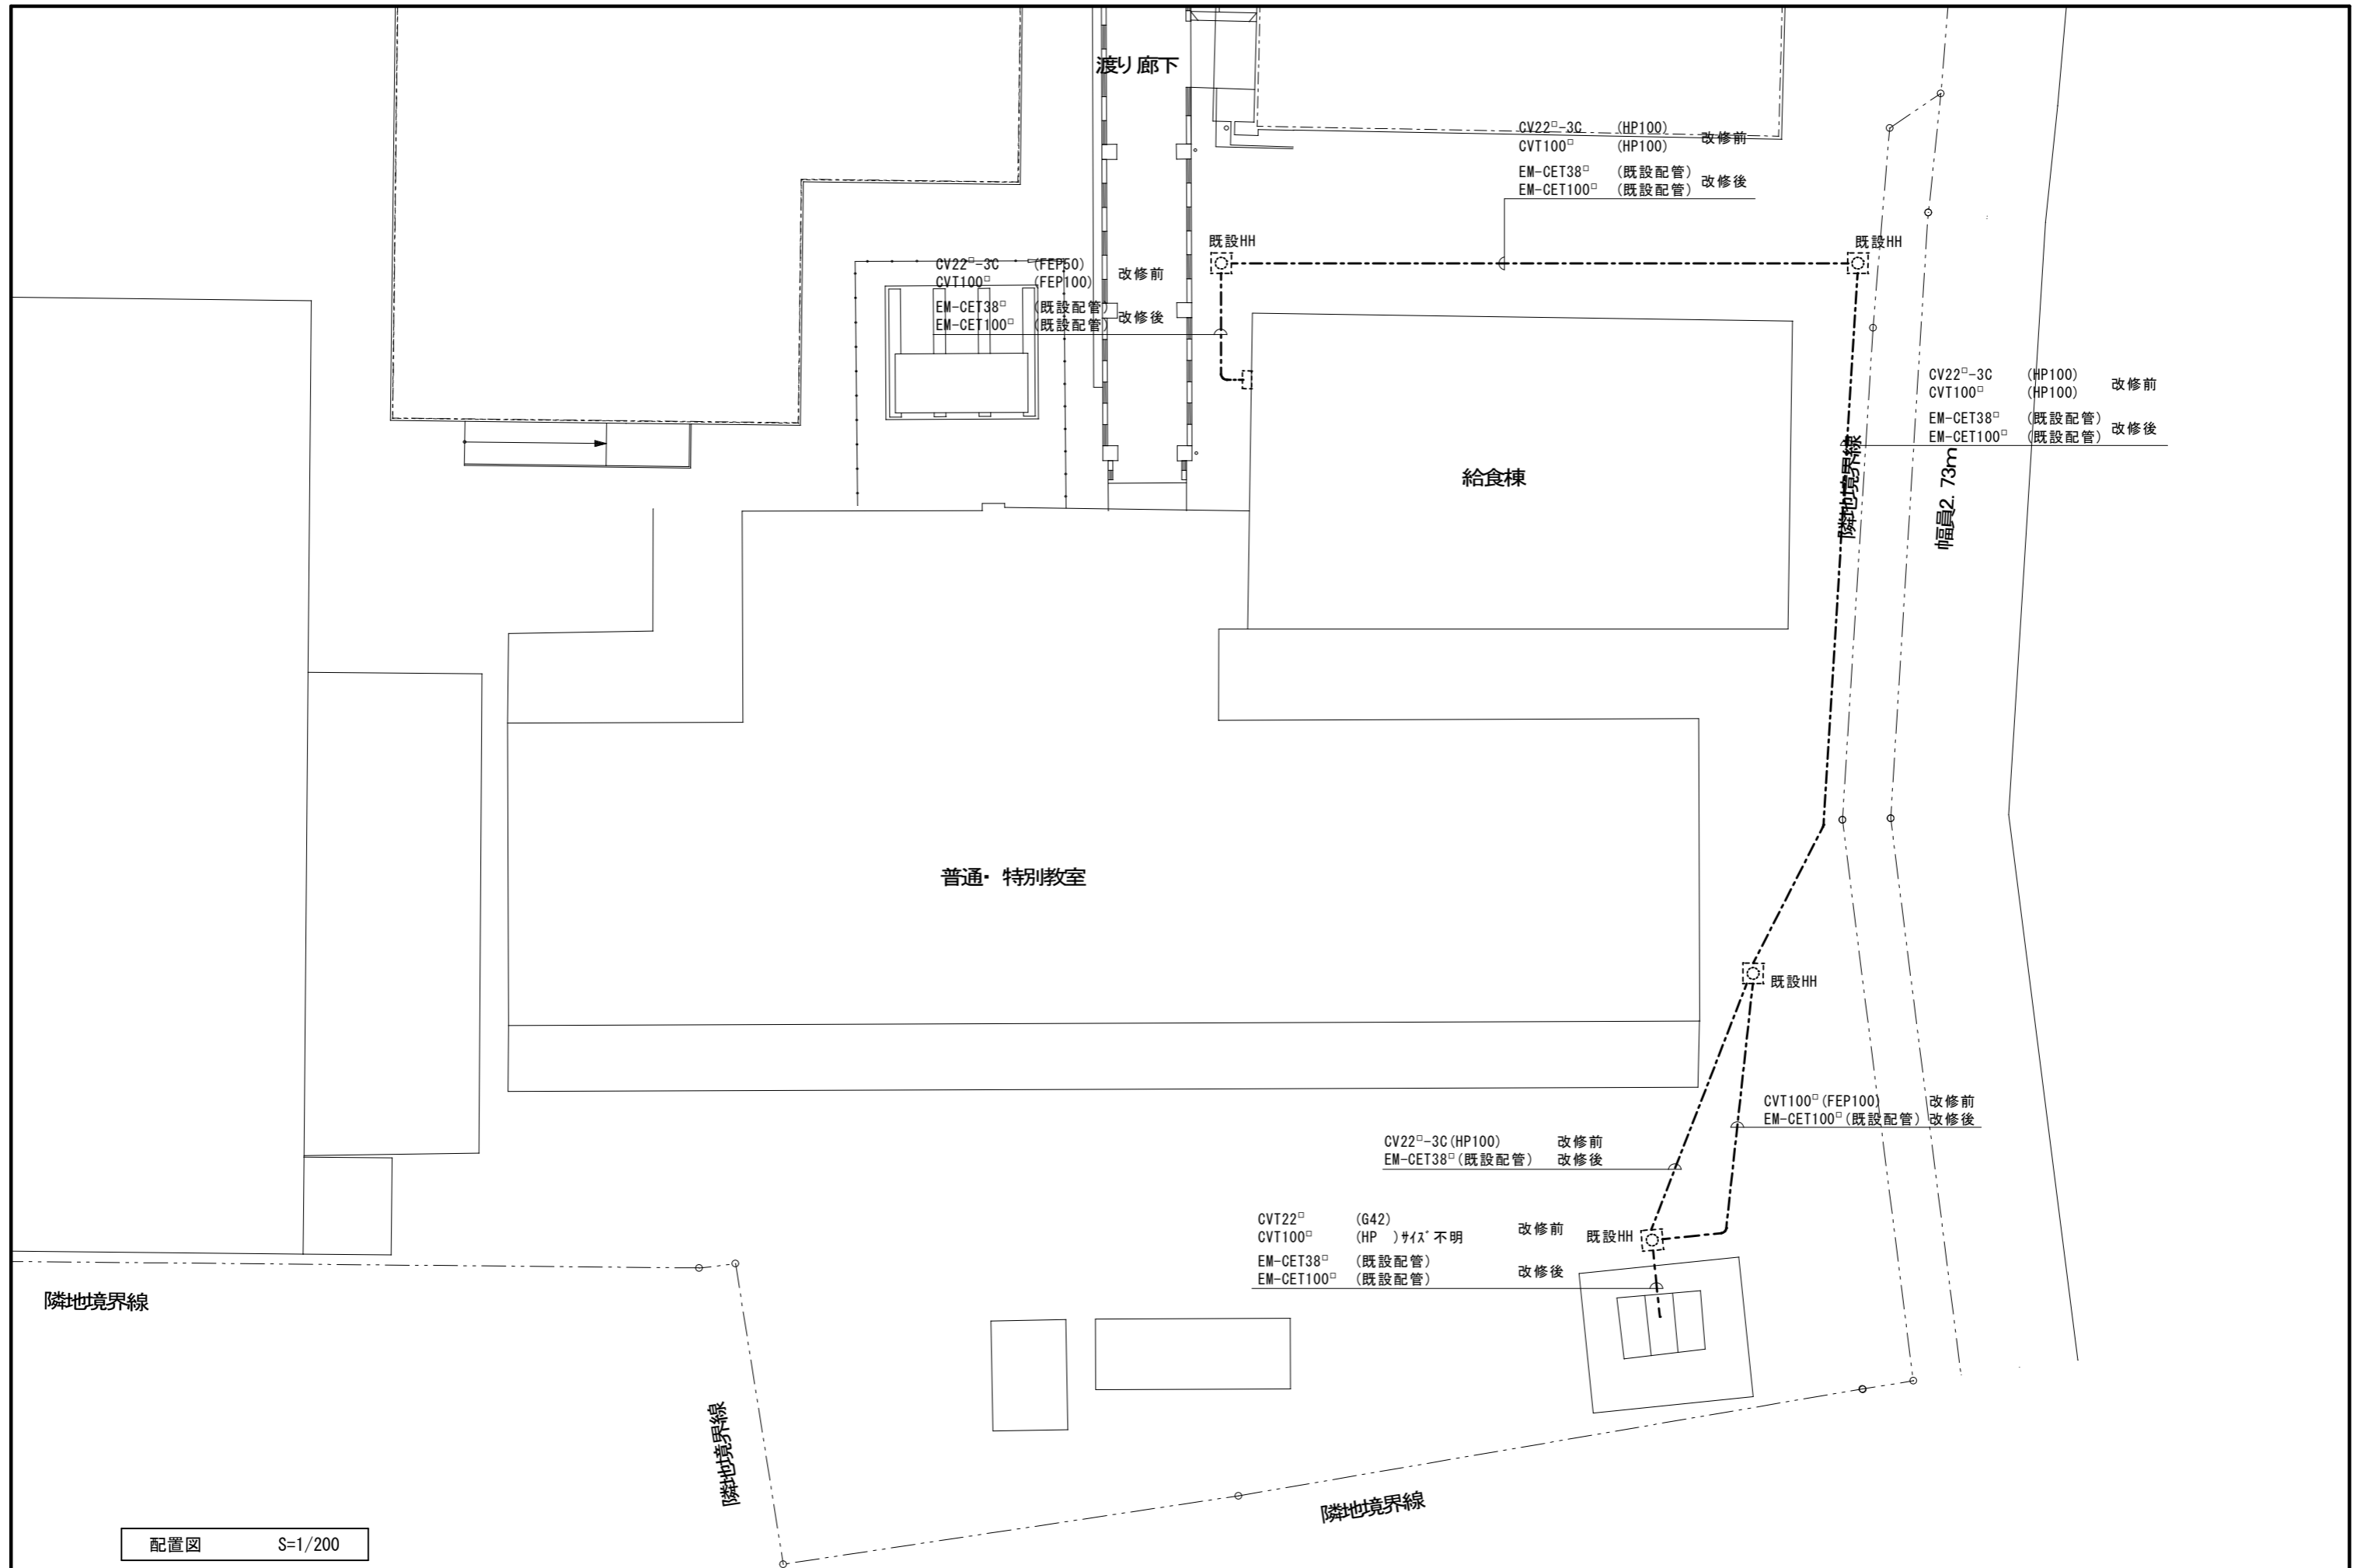 渡り廊下
CV22□-3C (HP100)
CVT100□ (HP100)
改修前
EM-CET38□ (既設配管)
EM-CET100□ (既設配管)
改修後
既設HH
既設HH
CV22□-3C (FEP50)
CVT100□ (FEP100)
改修前
EM-CET38□ (既設配管)
EM-CET100□ (既設配管)
改修後
CV22□-3C (HP100)
CVT100□ (HP100)
改修前
EM-CET38□ (既設配管)
EM-CET100□ (既設配管)
改修後
隣地境界線
幅員2.73m
給食棟
普通・特別教室
既設HH
CVT100□(FEP100) 改修前
EM-CET100□(既設配管) 改修後
CV22□-3C(HP100) 改修前
EM-CET38□(既設配管) 改修後
CVT22□ (G42)
CVT100□ (HP )ｻｲｽﾞ不明
改修前
既設HH
EM-CET38□ (既設配管)
EM-CET100□ (既設配管)
改修後
隣地境界線
隣地境界線
隣地境界線
配置図 S=1/200